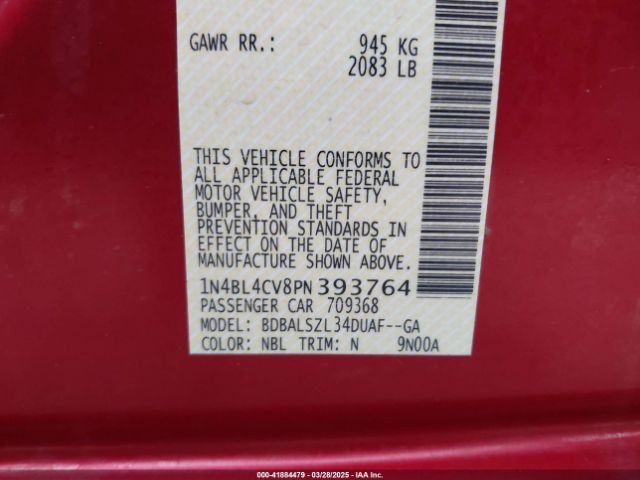 GAWR RR.: 945 KG
2083 LB
THIS VEHICLE CONFORMS TO
ALL APPLICABLE FEDERAL
MOTOR VEHICLE SAFETY,
BUMPER, AND THEFT
PREVENTION STANDARDS IN
EFFECT ON THE DATE OF
MANUFACTURE SHOWN ABOVE.
1N4BL4CV8PN393764
PASSENGER CAR 709368
MODEL: BDBALSZL34DUAF--GA
COLOR: NBL TRIM: N 9N00A
000-41884479 | 03/28/2025 | IAA Inc.